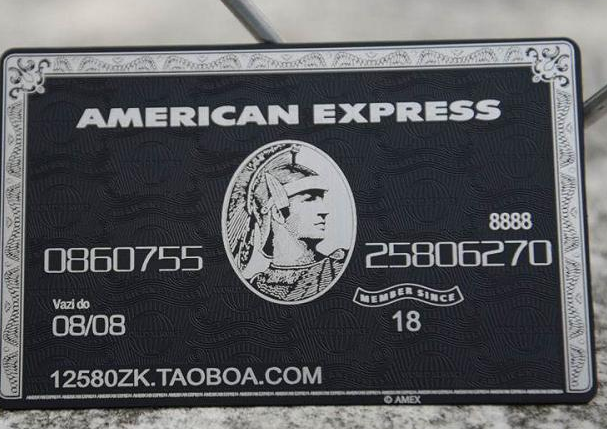 AMERICAN EXPRESS
8888
0860755 25806270
Vazi do
08/08
MEMBER SINCE
18
12580ZK.TAOBOA.COM
© AMEX